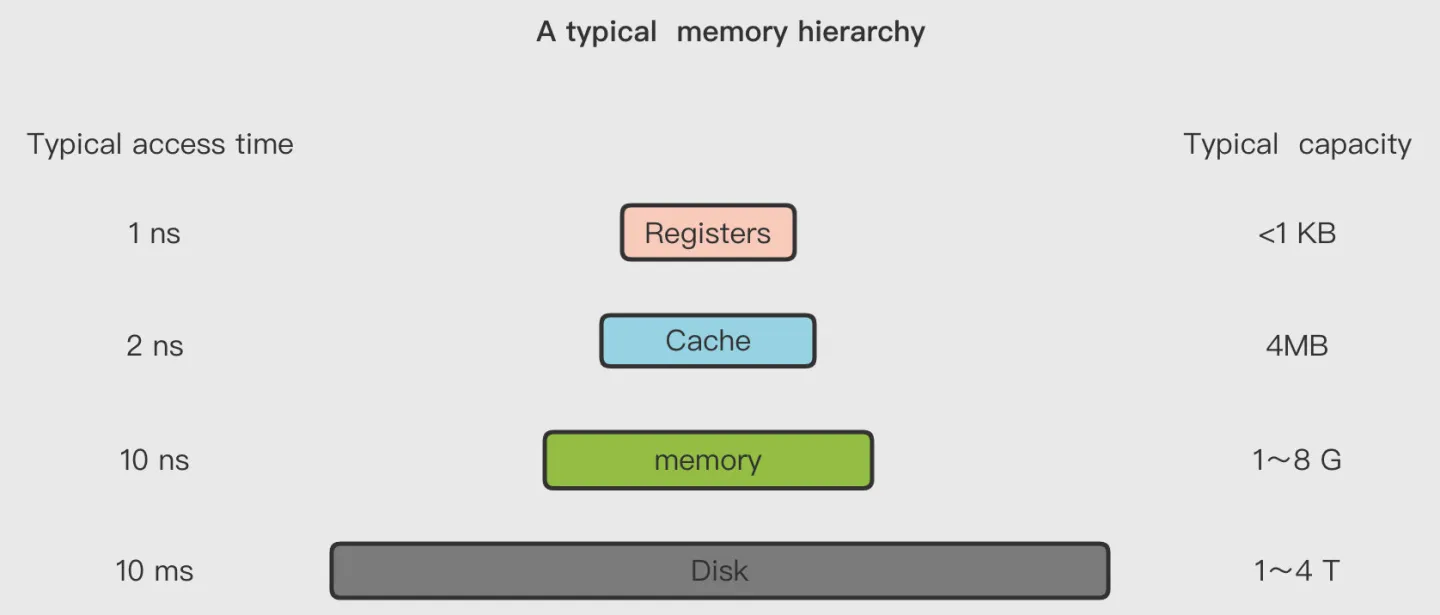 A typical memory hierarchy
Typical access time Typical capacity
1 ns Registers <1 KB
2 ns Cache 4MB
10 ns memory 1～8 G
10 ms Disk 1～4 T